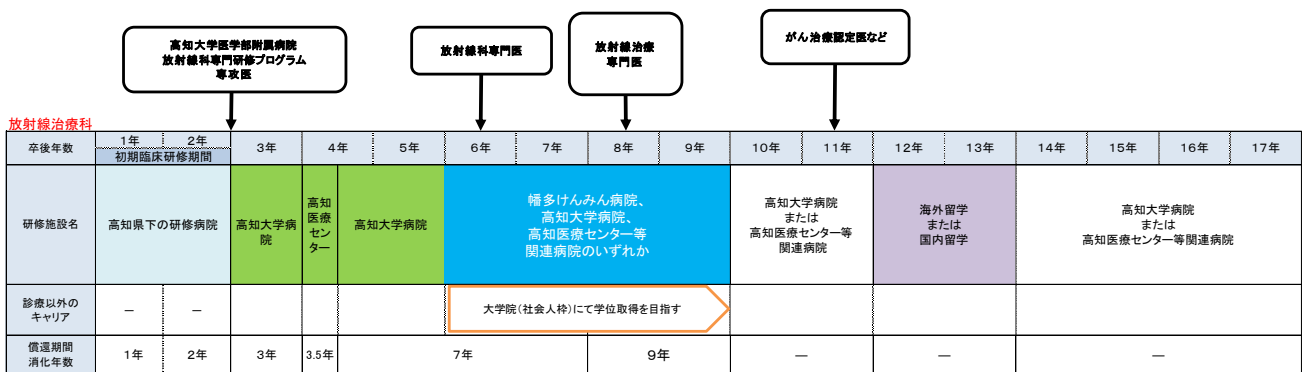 高知大学医学部附属病院
放射線科専門研修プログラム
専攻医
放射線科専門医
放射線治療
専門医
がん治療認定医など
放射線治療科
卒後年数
1年
2年
初期臨床研修期間
3年
4年
5年
6年
7年
8年
9年
10年
11年
12年
13年
14年
15年
16年
17年
研修施設名
高知県下の研修病院
高知大学病
院
高知
医療
セン
ター
高知大学病院
幡多けんみん病院、
高知大学病院、
高知医療センター等
関連病院のいずれか
高知大学病院
または
高知医療センター等
関連病院
海外留学
または
国内留学
高知大学病院
または
高知医療センター等関連病院
診療以外の
キャリア
－
－
大学院(社会人枠)にて学位取得を目指す
償還期間
消化年数
1年
2年
3年
3.5年
7年
9年
－
－
－